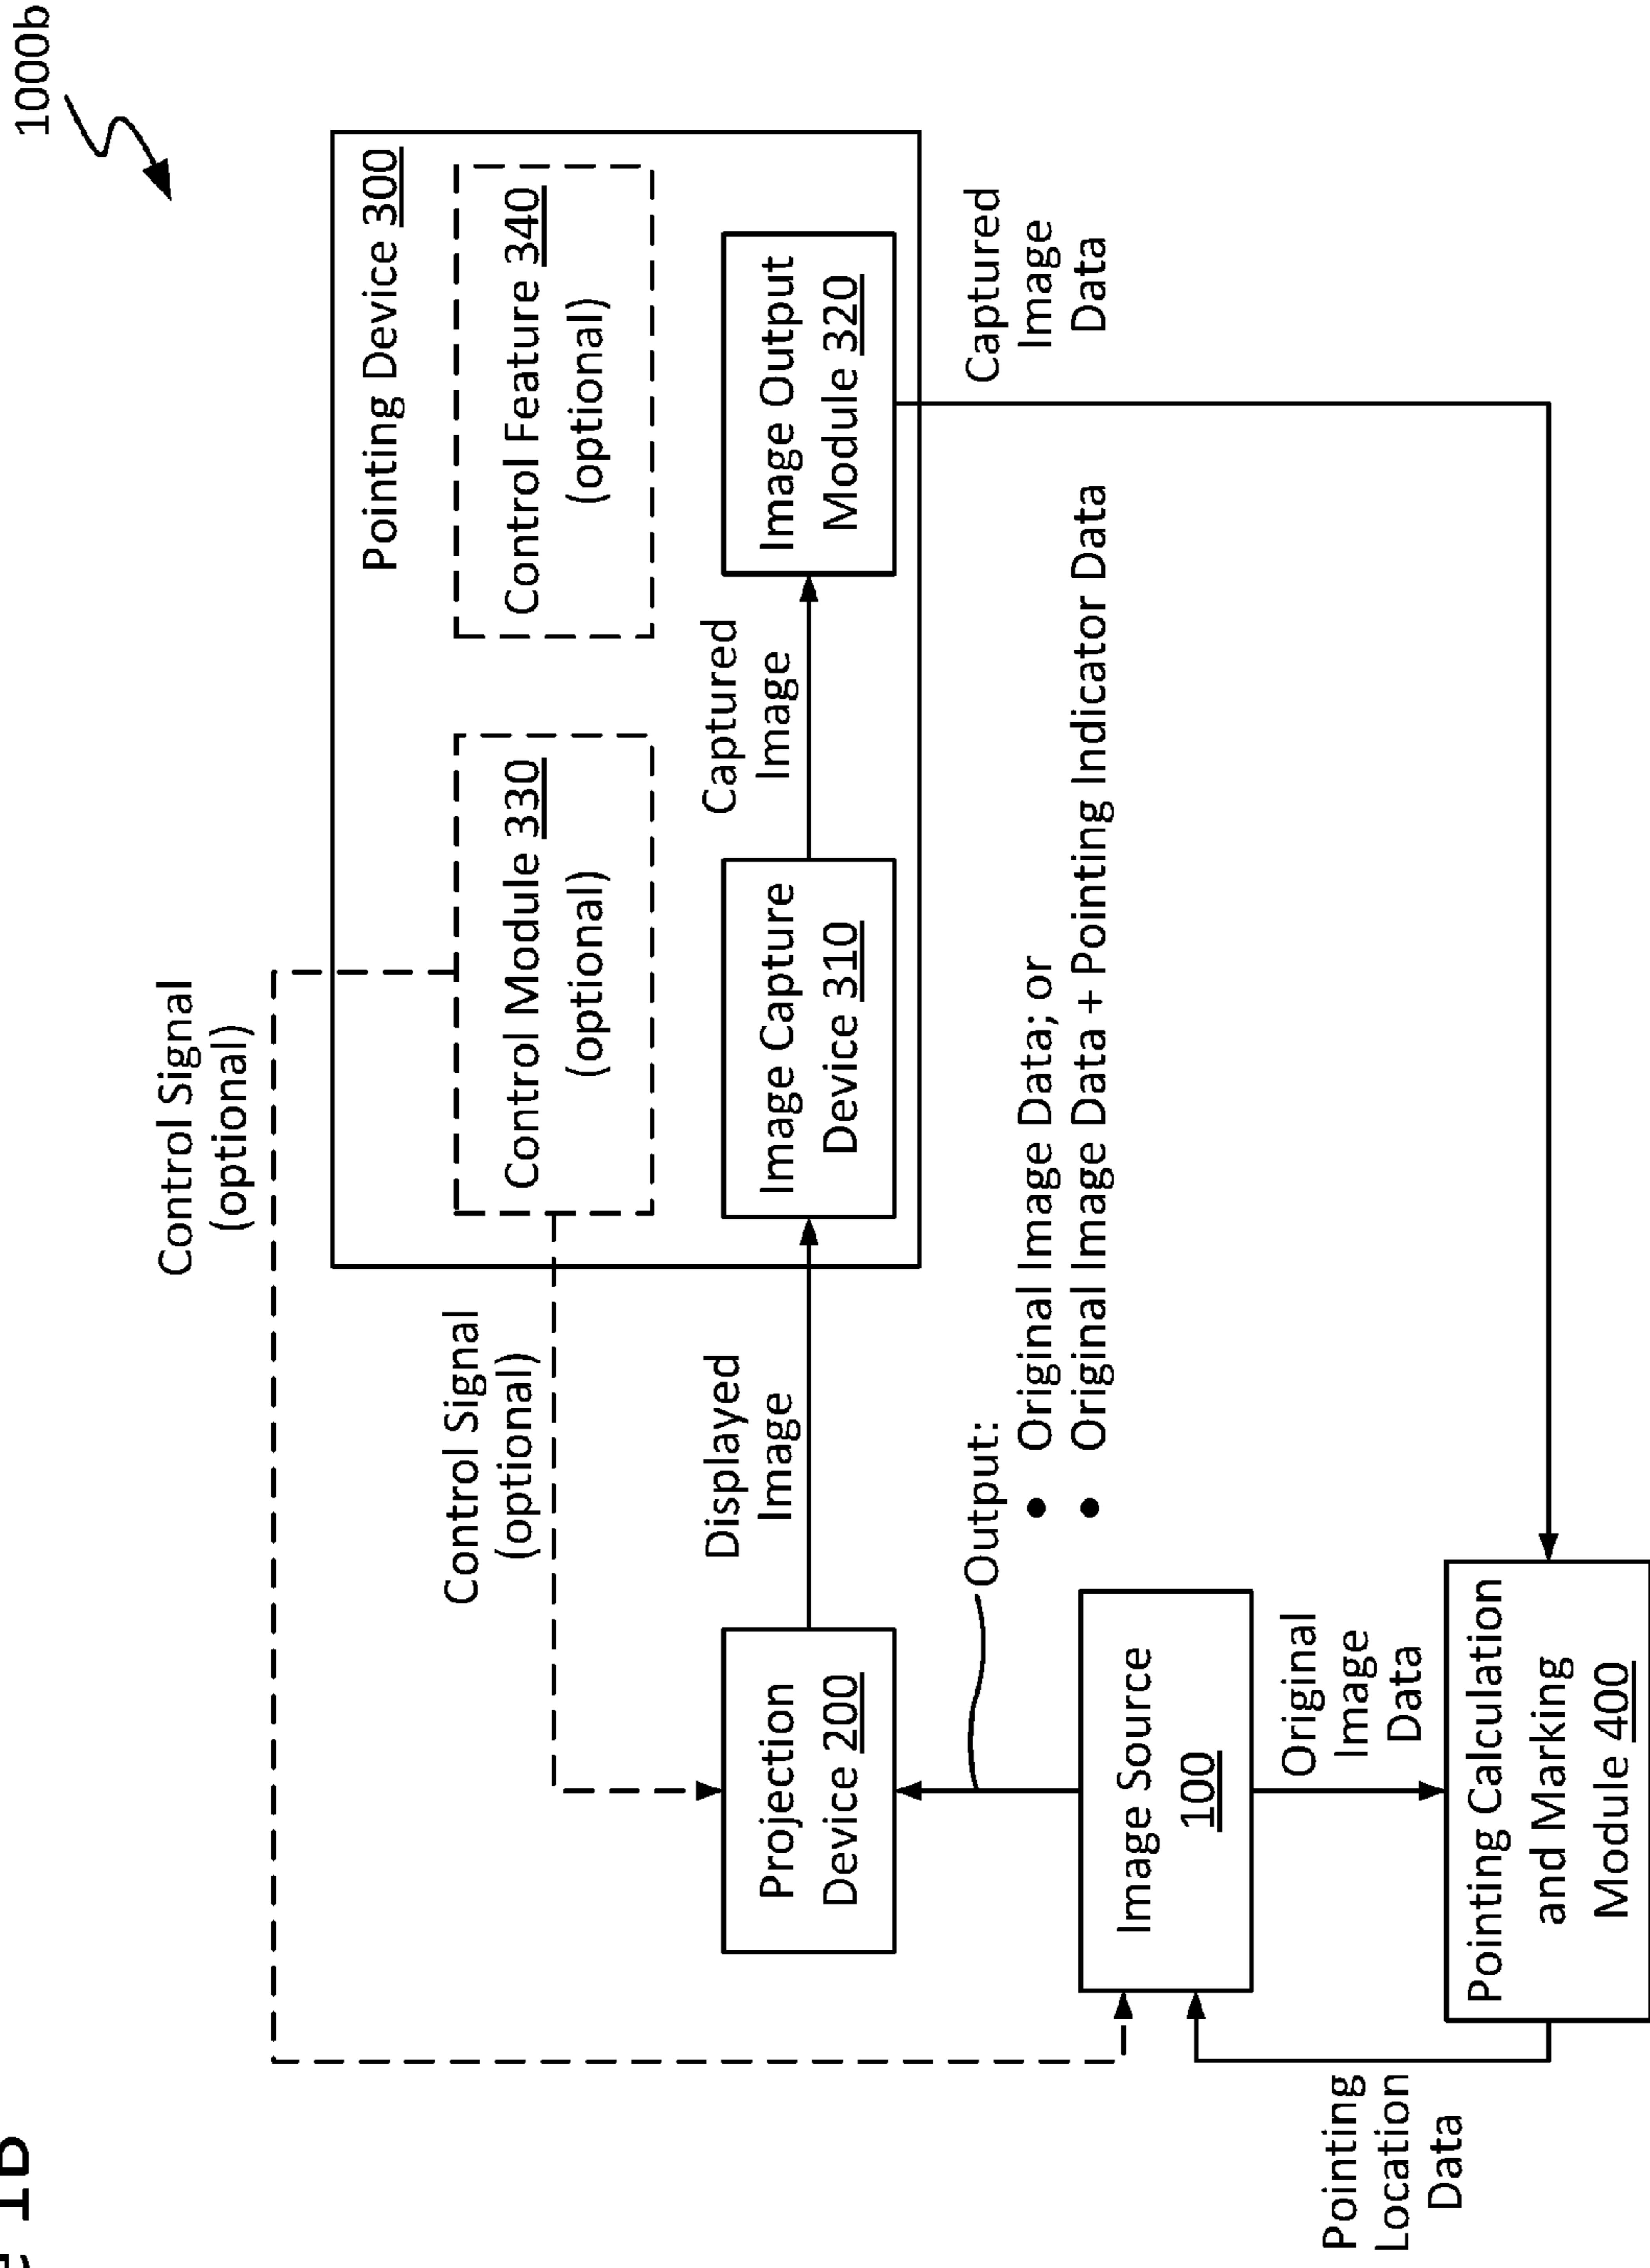 1B
1000b
Control Signal
(optional)
Pointing Device 300
Control Signal
(optional)
Control Module 330
(optional)
Control Feature 340
(optional)
Projection
Device 200
Displayed
Image
Image Capture
Device 310
Captured
Image
Image Output
Module 320
Output:
• Original Image Data; or
• Original Image Data + Pointing Indicator Data
Captured
Image
Data
Image Source
100
Original
Image
Data
Pointing
Location
Data
Pointing Calculation
and Marking
Module 400